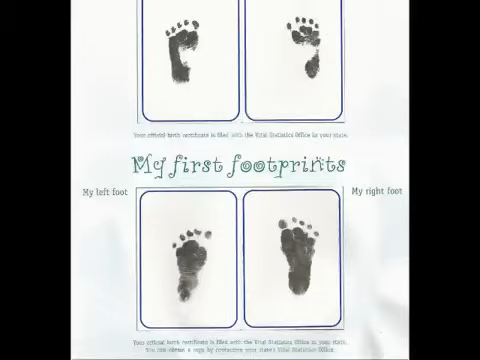 Your official birth certificate is filed with the Vital Statistics Office in your state.
My first footprints
My left foot
My right foot
Your official birth certificate is filed with the Vital Statistics Office in your state.
You can obtain a copy by contacting your state's Vital Statistics Office.